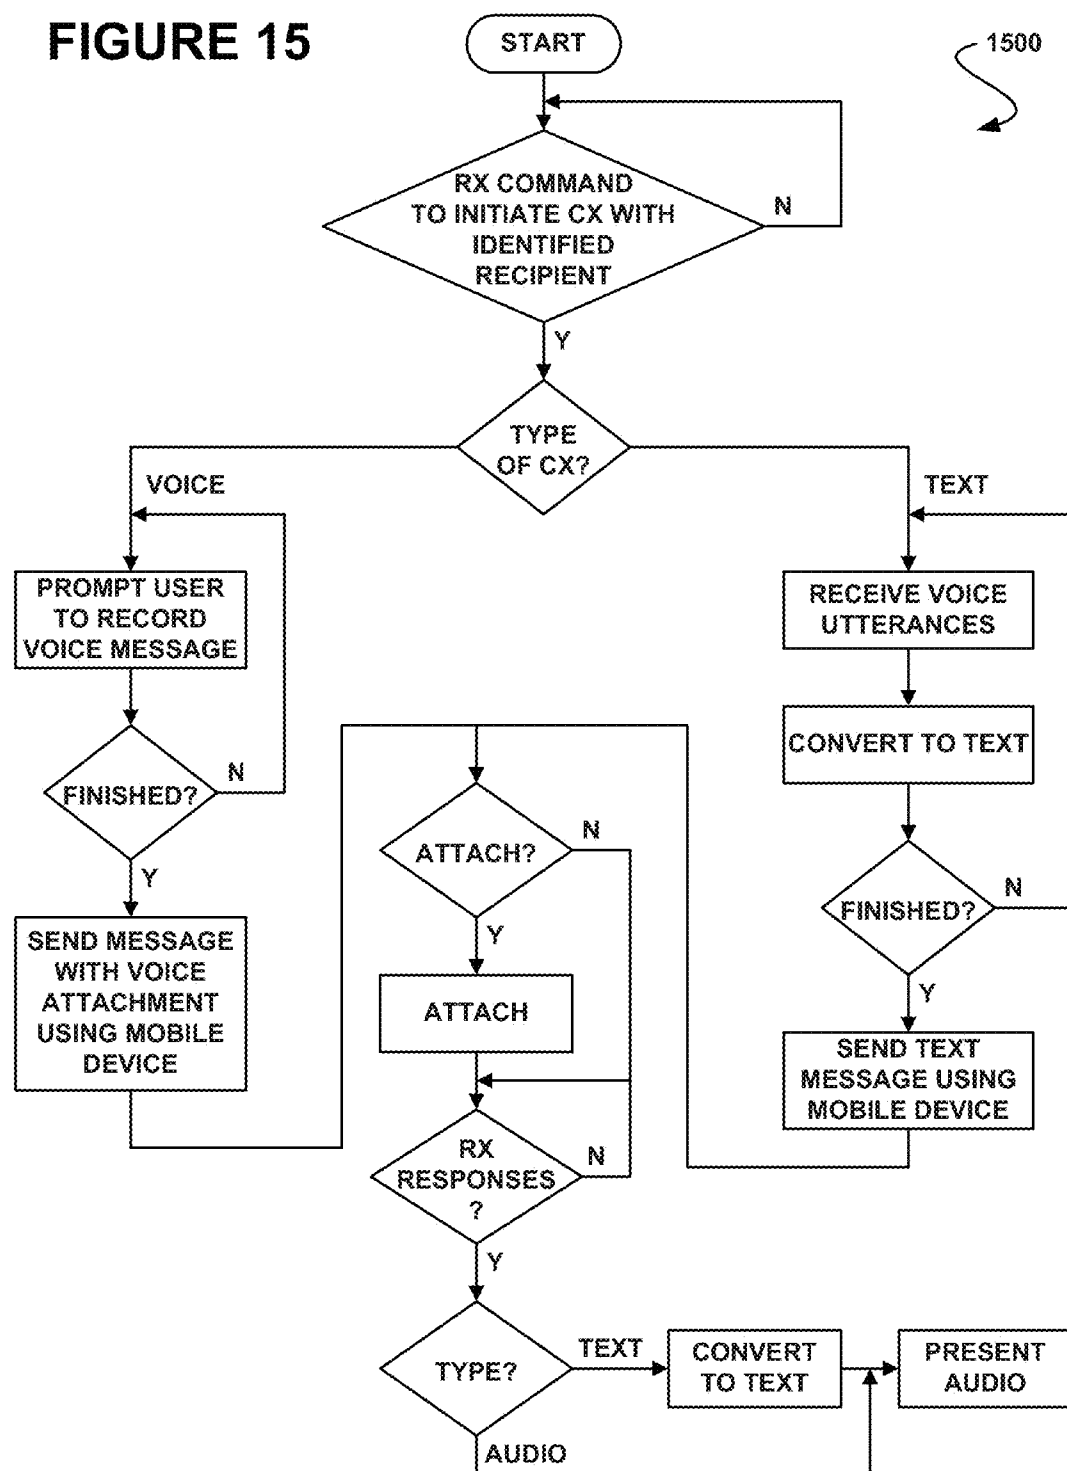 FIGURE 15
START
1500
RX COMMAND
TO INITIATE CX WITH
IDENTIFIED
RECIPIENT
N
Y
TYPE
OF CX?
VOICE
TEXT
PROMPT USER
TO RECORD
VOICE MESSAGE
RECEIVE VOICE
UTTERANCES
CONVERT TO TEXT
FINISHED?
N
Y
ATTACH?
N
Y
FINISHED?
N
Y
SEND MESSAGE
WITH VOICE
ATTACHMENT
USING MOBILE
DEVICE
ATTACH
SEND TEXT
MESSAGE USING
MOBILE DEVICE
RX
RESPONSES
?
N
Y
TYPE?
TEXT
CONVERT
TO TEXT
PRESENT
AUDIO
AUDIO